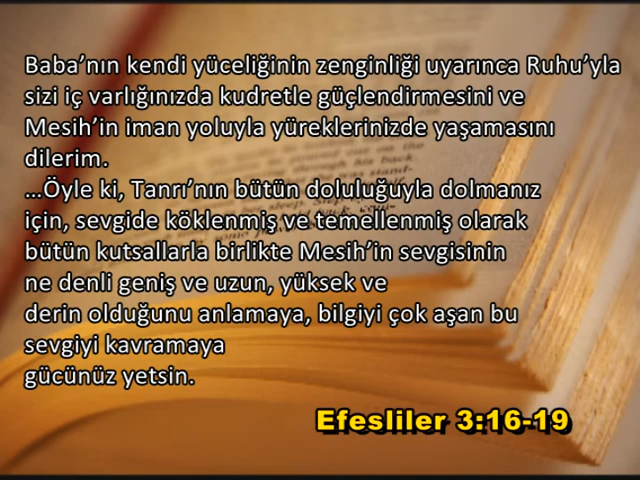 Baba’nın kendi yüceliğinin zenginliği uyarınca Ruhu’yla
sizi iç varlığınızda kudretle güçlendirmesini ve
Mesih’in iman yoluyla yüreklerinizde yaşamasını
dilerim.
...Öyle ki, Tanrı’nın bütün doluluğuyla dolmanız
için, sevgide köklenmiş ve temellenmiş olarak
bütün kutsallarla birlikte Mesih’in sevgisinin
ne denli geniş ve uzun, yüksek ve
derin olduğunu anlamaya, bilgiyi çok aşan bu
sevgiyi kavramaya
gücünüz yetsin.
Efesliler 3:16-19